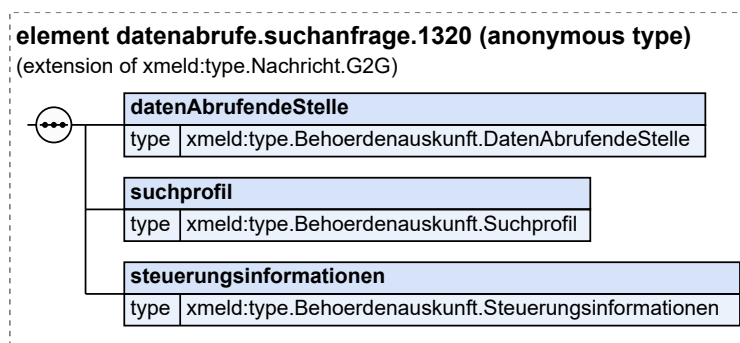 element datenabrufe.suchanfrage.1320 (anonymous type)
(extension of xmeld:type.Nachricht.G2G)
datenAbrufendeStelle
type xmeld:type.Behoerdenauskunft.DatenAbrufendeStelle
suchprofil
type xmeld:type.Behoerdenauskunft.Suchprofil
steuerungsinformationen
type xmeld:type.Behoerdenauskunft.Steuerungsinformationen